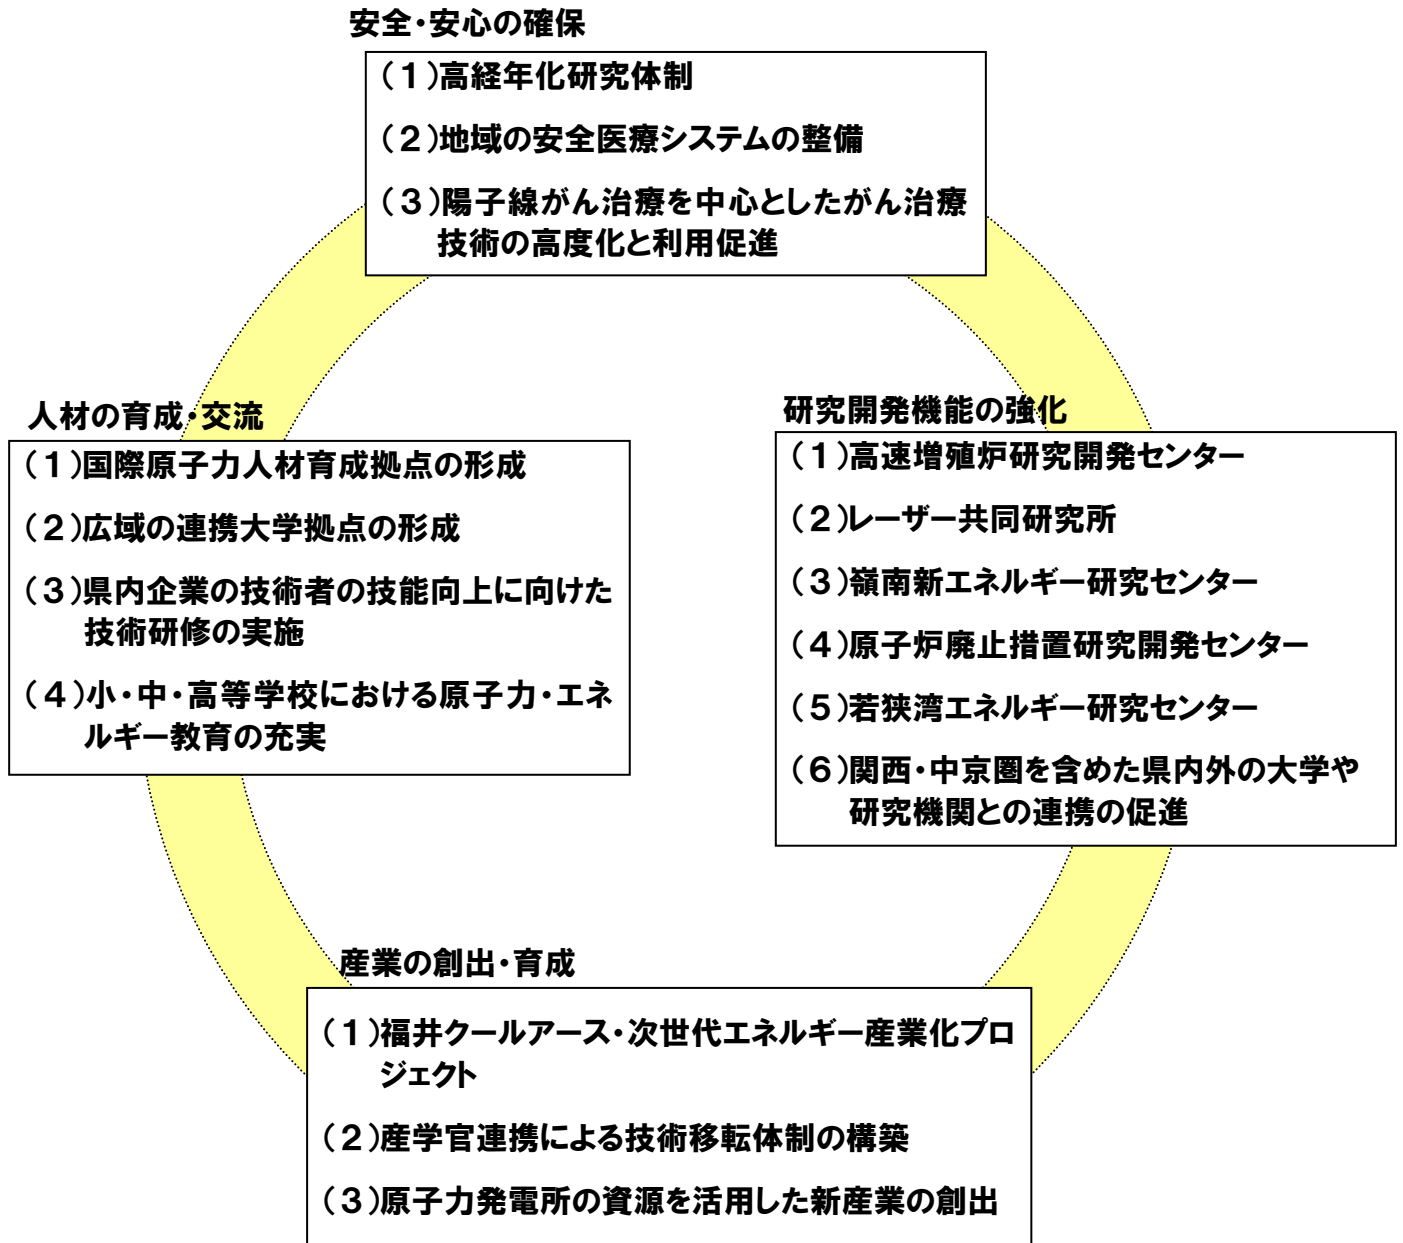 安全・安心の確保
（１）高経年化研究体制
（２）地域の安全医療システムの整備
（３）陽子線がん治療を中心としたがん治療
技術の高度化と利用促進
人材の育成・交流
（１）国際原子力人材育成拠点の形成
（２）広域の連携大学拠点の形成
（３）県内企業の技術者の技能向上に向けた
技術研修の実施
（４）小・中・高等学校における原子力・エネ
ルギー教育の充実
研究開発機能の強化
（１）高速増殖炉研究開発センター
（２）レーザー共同研究所
（３）嶺南新エネルギー研究センター
（４）原子炉廃止措置研究開発センター
（５）若狭湾エネルギー研究センター
（６）関西・中京圏を含めた県内外の大学や
研究機関との連携の促進
産業の創出・育成
（１）福井クールアース・次世代エネルギー産業化プロ
ジェクト
（２）産学官連携による技術移転体制の構築
（３）原子力発電所の資源を活用した新産業の創出